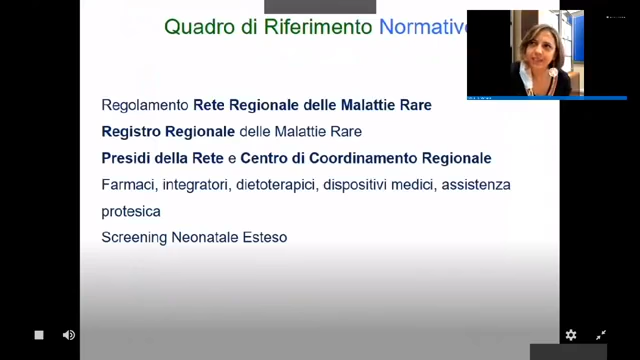 Quadro di Riferimento Normativo
Regolamento Rete Regionale delle Malattie Rare
Registro Regionale delle Malattie Rare
Presidi della Rete e Centro di Coordinamento Regionale
Farmaci, integratori, dietoterapici, dispositivi medici, assistenza
protesica
Screening Neonatale Esteso